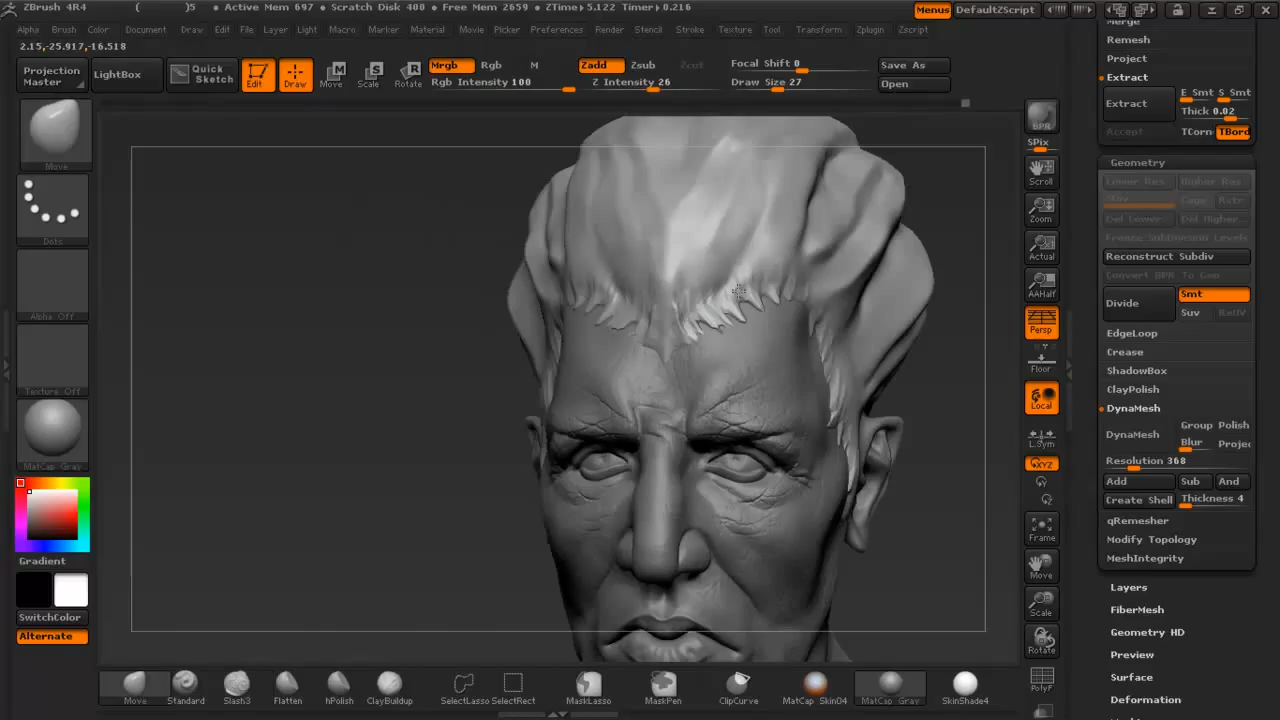 ZBrush 4R4 ( )5 • Active Mem 697 • Scratch Disk 400 • Free Mem 2659 • ZTime▸5.122 Timer▸0.216 Menus DefaultZScript
Alpha Brush Color Document Draw Edit File Layer Light Macro Marker Material Movie Picker Preferences Render Stencil Stroke Texture Tool Transform Zplugin Zscript
2.15,-25.917,-16.518
Projection Master
LightBox
Quick Sketch
Edit
Draw
Move
Scale
Rotate
Mrgb Rgb M
Rgb Intensity 100
Zadd Zsub Zcut
Z Intensity 26
Focal Shift 0
Draw Size 27
Save As
Open
Move
Dots
Alpha Off
Texture Off
MatCap Gray
Gradient
SwitchColor
Alternate
BPR
SPix
Scroll
Zoom
Actual
AAHalf
Persp
Floor
Local
L.Sym
XYZ
Frame
Move
Scale
Rotate
PolyF
Merge
Remesh
Project
Extract
Extract
E Smt S Smt
Thick 0.02
Accept TCorn TBord
Geometry
Lower Res Higher Res
SDiv Cage Rstr
Del Lower Del Higher
Freeze SubDivision Levels
Reconstruct Subdiv
Convert BPR To Geo
Divide
Smt
Suv ReUV
EdgeLoop
Crease
ShadowBox
ClayPolish
DynaMesh
DynaMesh
Group Polish
Blur Projec
Resolution 368
Add Sub And
Create Shell Thickness 4
qRemesher
Modify Topology
MeshIntegrity
Layers
FiberMesh
Geometry HD
Preview
Surface
Deformation
Move Standard Slash3 Flatten hPolish ClayBuildup SelectLasso SelectRect MaskLasso MaskPen ClipCurve MatCap Skin04 MatCap Gray SkinShade4